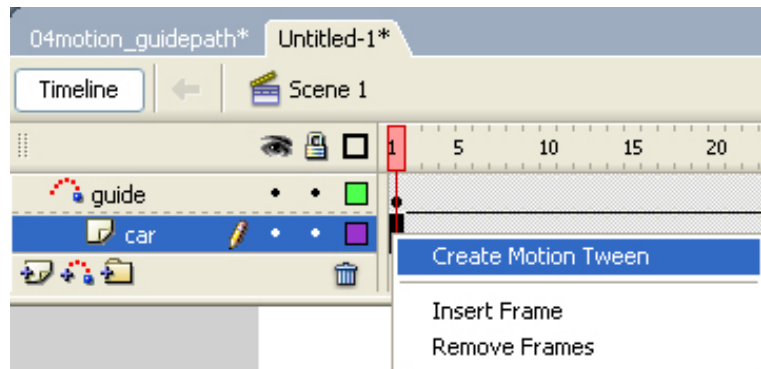 04motion_guidepath* Untitled-1*
Timeline Scene 1
1 5 10 15 20
guide
car
Create Motion Tween
Insert Frame
Remove Frames